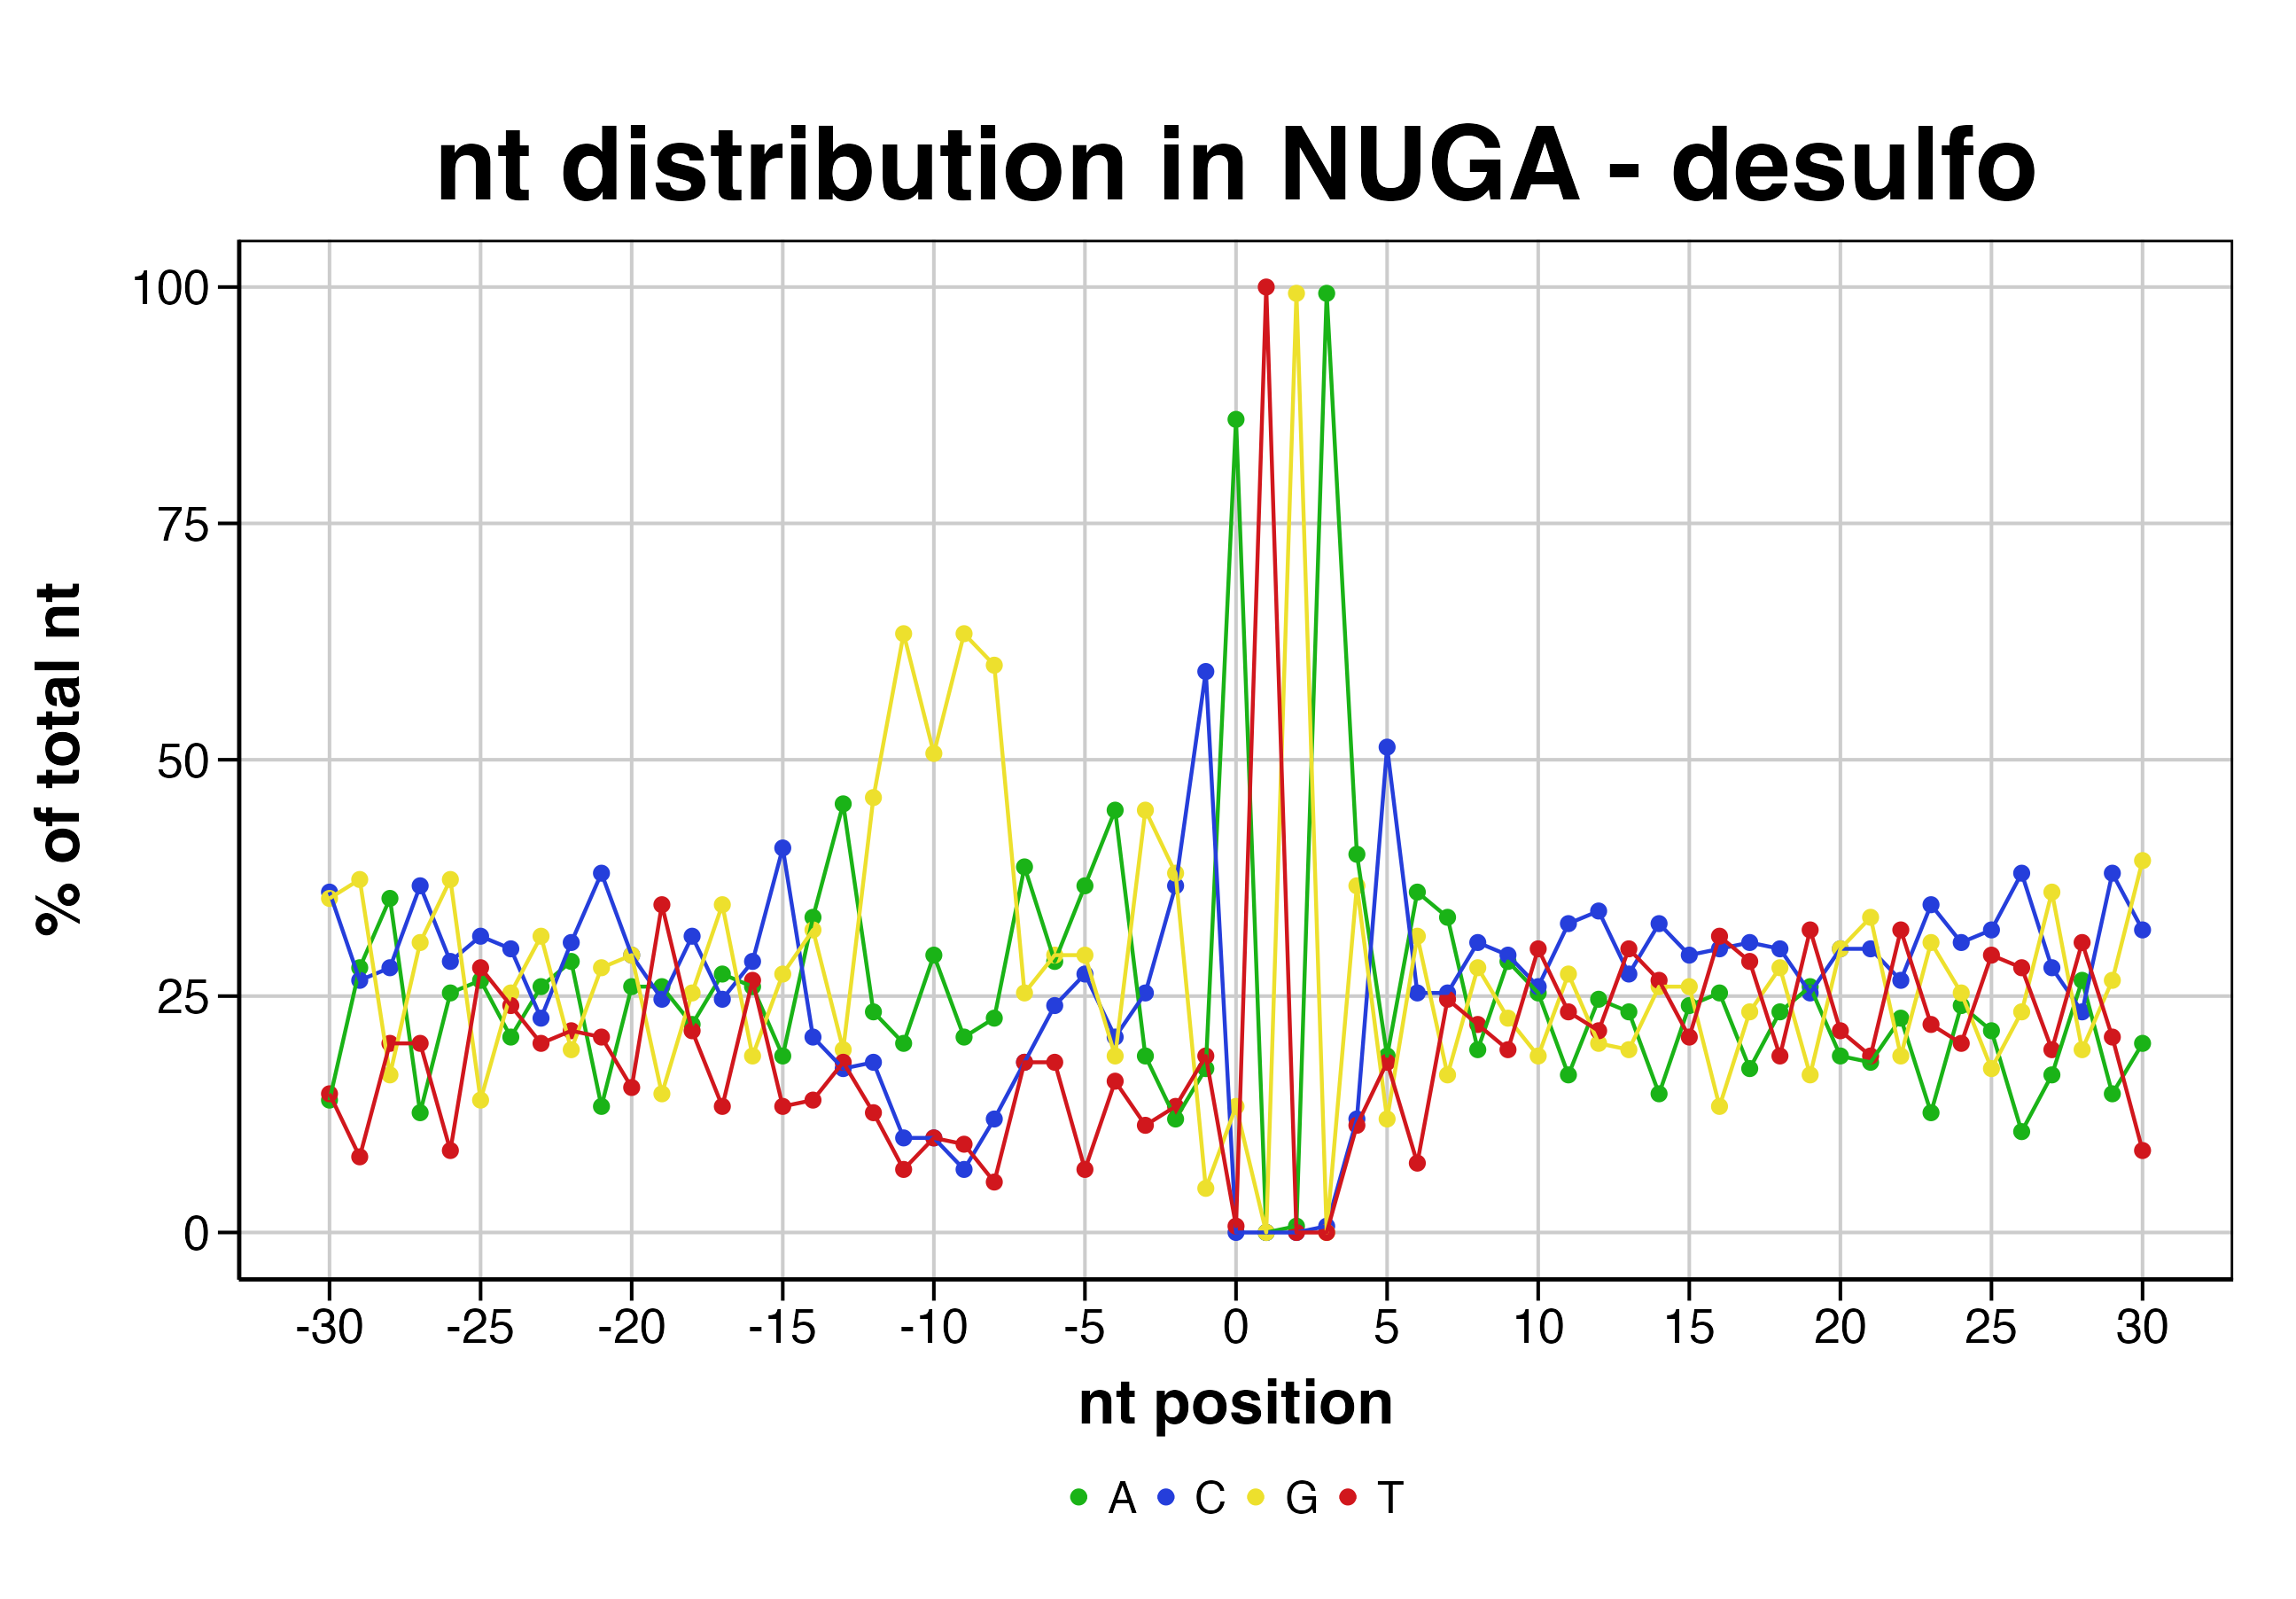 nt distribution in NUGA - desulfo
% of total nt
100
75
50
25
0
-30 -25 -20 -15 -10 -5 0 5 10 15 20 25 30
nt position
A C G T